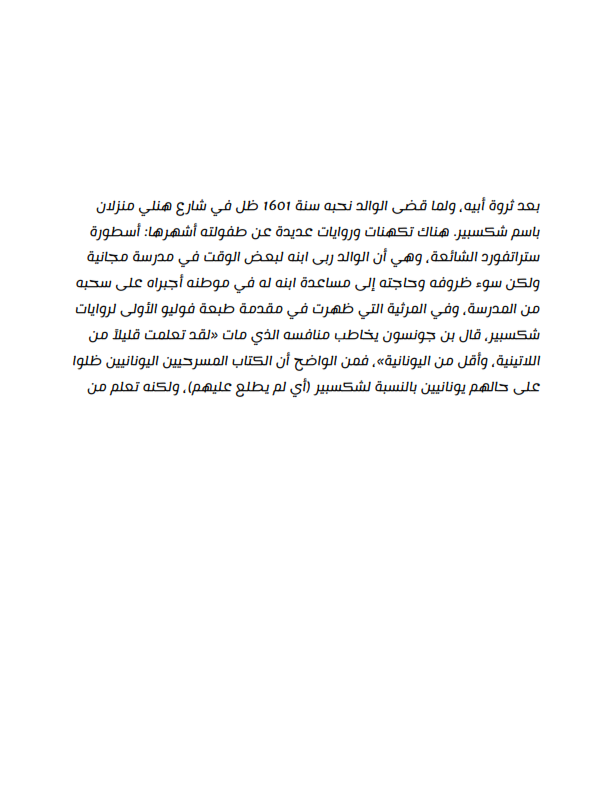 بعد ثروة أبيه، ولما قضى الوالد نحبه سنة 1601 ظل في شارع هنلي منزلان
باسم شكسبير. هناك تكهنات وروايات عديدة عن طفولته أشهرها: أسطورة
ستراتفورد الشائعة، وهي أن الوالد ربى ابنه لبعض الوقت في مدرسة مجانية
ولكن سوء ظروفه وحاجته إلى مساعدة ابنه له في موطنه أجبراه على سحبه
من المدرسة، وفي المرثية التي ظهرت في مقدمة طبعة فوليو الأولى لروايات
شكسبير، قال بن جونسون يخاطب منافسه الذي مات «لقد تعلمت قليلاً من
اللاتينية، وأقل من اليونانية»، فمن الواضح أن الكتاب المسرحيين اليونانيين ظلوا
على حالهم يونانيين بالنسبة لشكسبير (أي لم يطلع عليهم)، ولكنه تعلم من